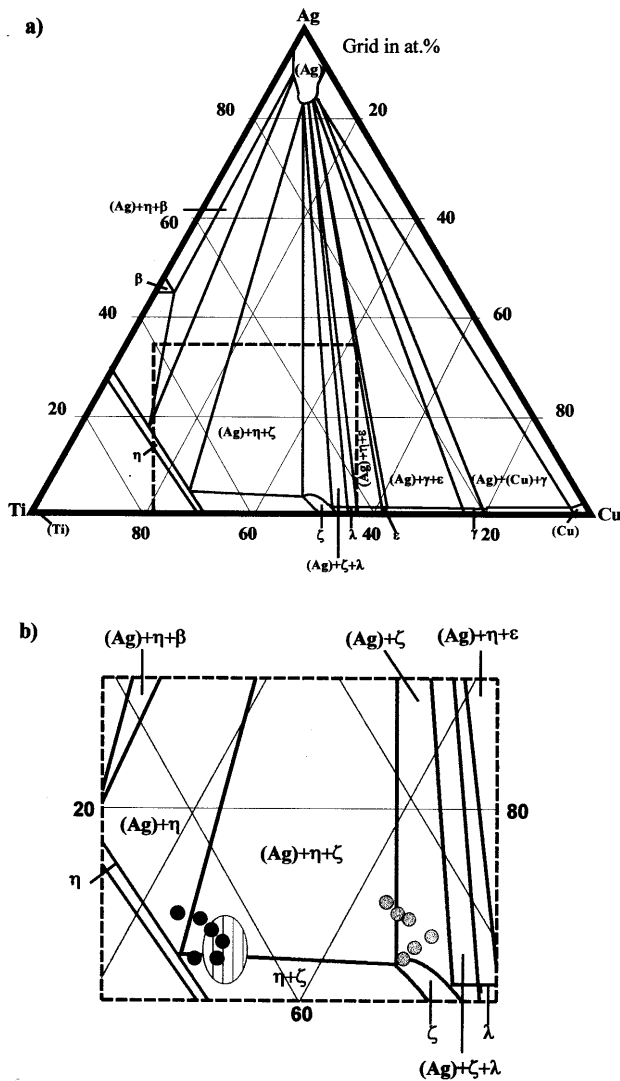 a)
Ag
Grid in at.%
(Ag)
80
20
(Ag)+η+β
60
40
β
40
60
20
80
η
(Ag)+η+ζ
(Ag)+η+ε
(Ag)+γ+ε
(Ag)+(Cu)+γ
Ti
Cu
(Ti)
80
60
ζ
λ
40
ε
γ
20
(Cu)
(Ag)+ζ+λ
b)
(Ag)+η+β
(Ag)+ζ
(Ag)+η+ε
20
80
(Ag)+η
(Ag)+η+ζ
η
η+ζ
60
ζ
λ
(Ag)+ζ+λ